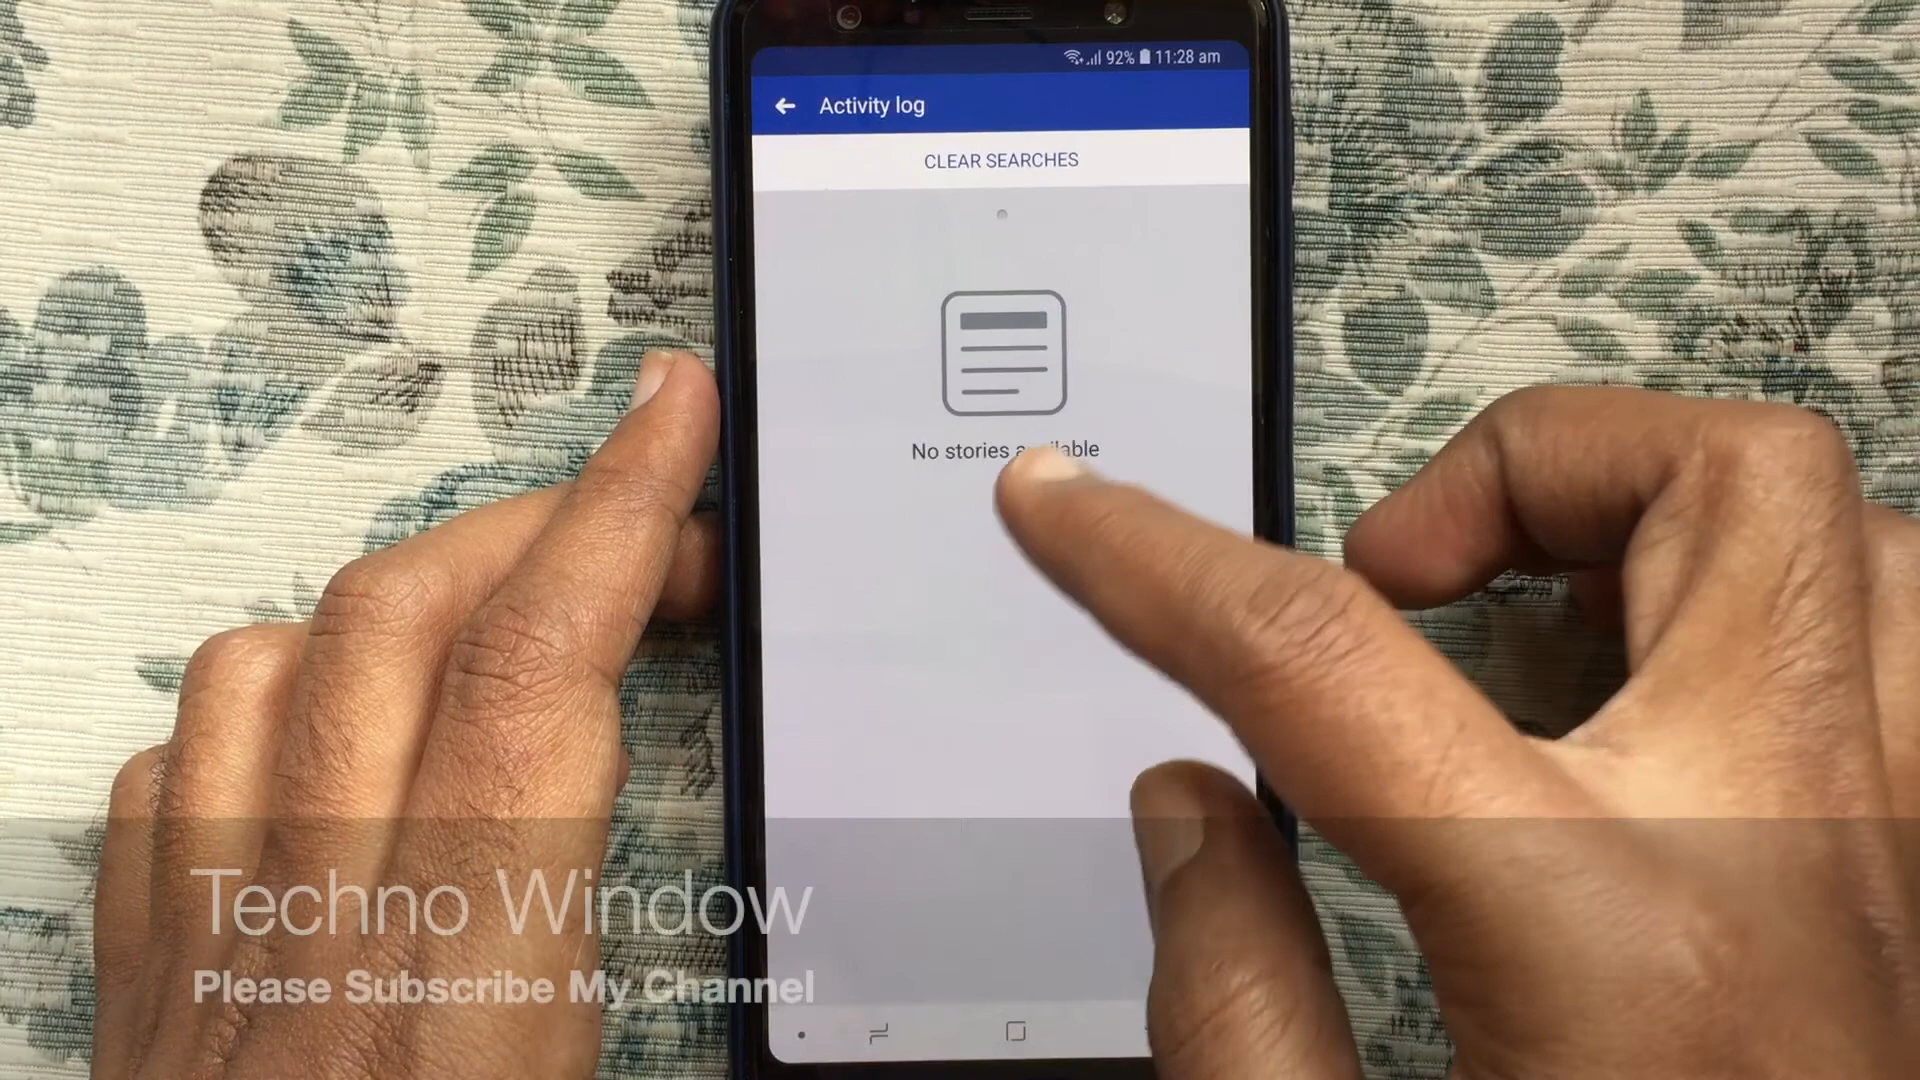 92% 11:28 am
Activity log
CLEAR SEARCHES
No stories available
Techno Window
Please Subscribe My Channel